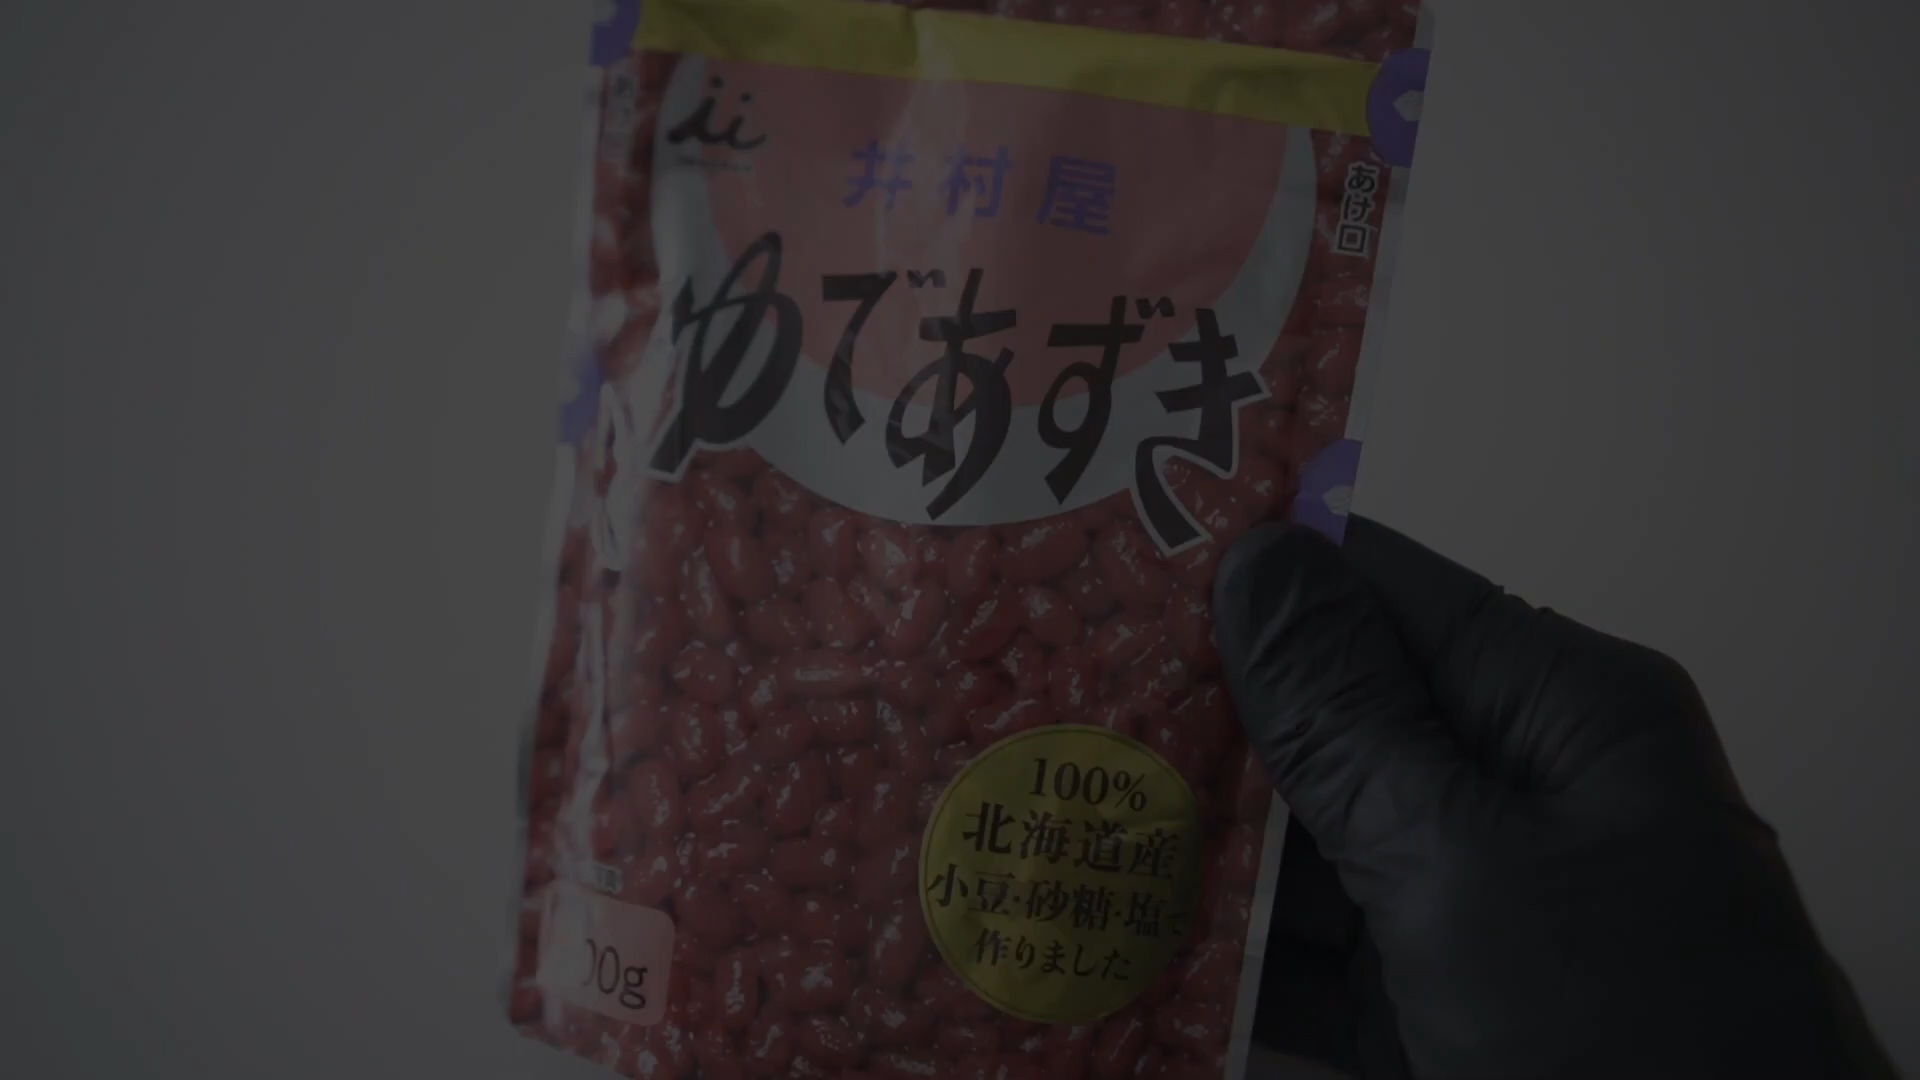 井村屋
あけ口
ゆであずき
100%
北海道産
小豆・砂糖・塩で
作りました
00g